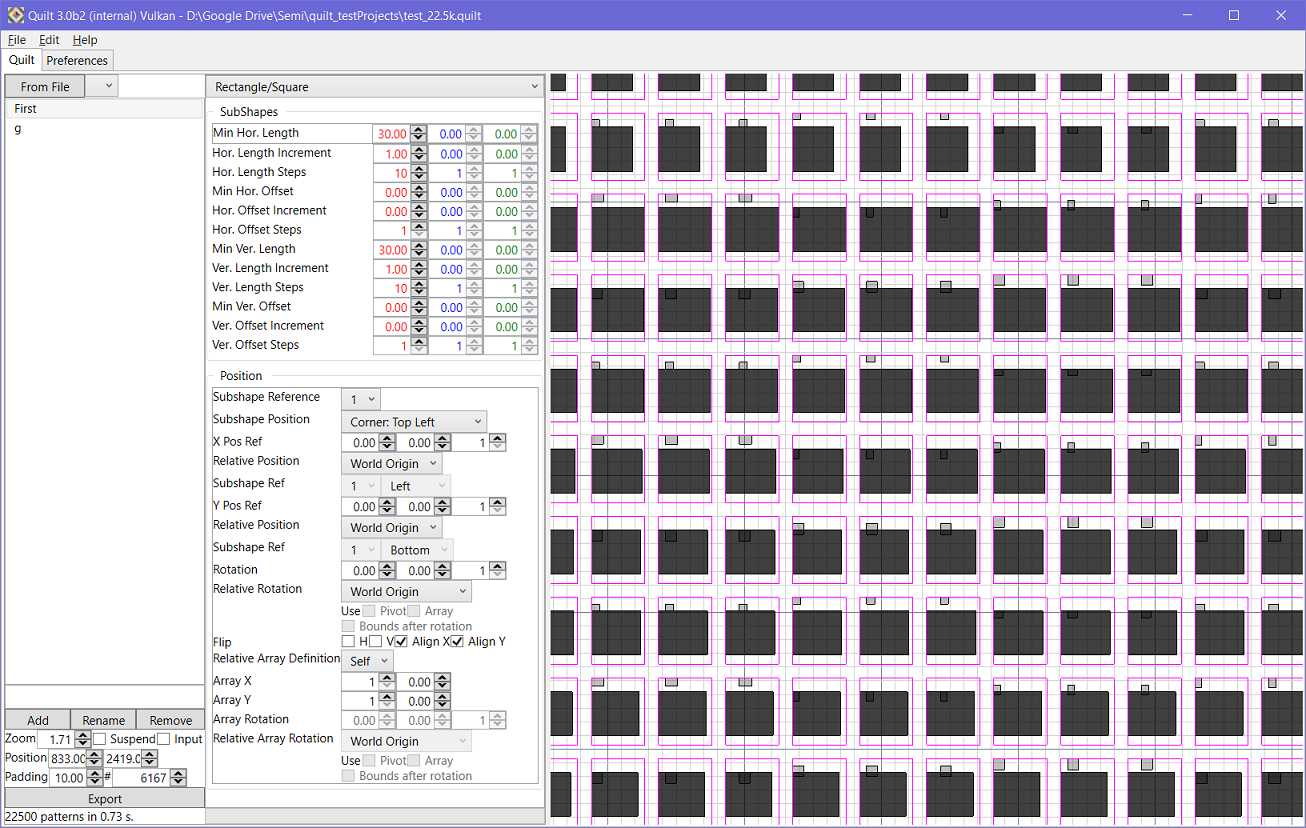 Quilt 3.0b2 (internal) Vulkan - D:\Google Drive\Semi\quilt_testProjects\test_22.5k.quilt
File Edit Help
Quilt Preferences
From File
First
g
Rectangle/Square
SubShapes
Min Hor. Length 30.00 0.00 0.00
Hor. Length Increment 1.00 0.00 0.00
Hor. Length Steps 10 1 1
Min Hor. Offset 0.00 0.00 0.00
Hor. Offset Increment 0.00 0.00 0.00
Hor. Offset Steps 1 1 1
Min Ver. Length 30.00 0.00 0.00
Ver. Length Increment 1.00 0.00 0.00
Ver. Length Steps 10 1 1
Min Ver. Offset 0.00 0.00 0.00
Ver. Offset Increment 0.00 0.00 0.00
Ver. Offset Steps 1 1 1
Position
Subshape Reference 1
Subshape Position Corner: Top Left
X Pos Ref 0.00 0.00 1
Relative Position World Origin
Subshape Ref 1 Left
Y Pos Ref 0.00 0.00 1
Relative Position World Origin
Subshape Ref 1 Bottom
Rotation 0.00 0.00 1
Relative Rotation World Origin
Use Pivot Array
Bounds after rotation
Flip H V Align X Align Y
Relative Array Definition Self
Array X 1 0.00
Array Y 1 0.00
Array Rotation 0.00 0.00 1
Relative Array Rotation World Origin
Use Pivot Array
Bounds after rotation
Add Rename Remove
Zoom 1.71 Suspend Input
Position 833.00 2419.0
Padding 10.00 # 6167
Export
22500 patterns in 0.73 s.